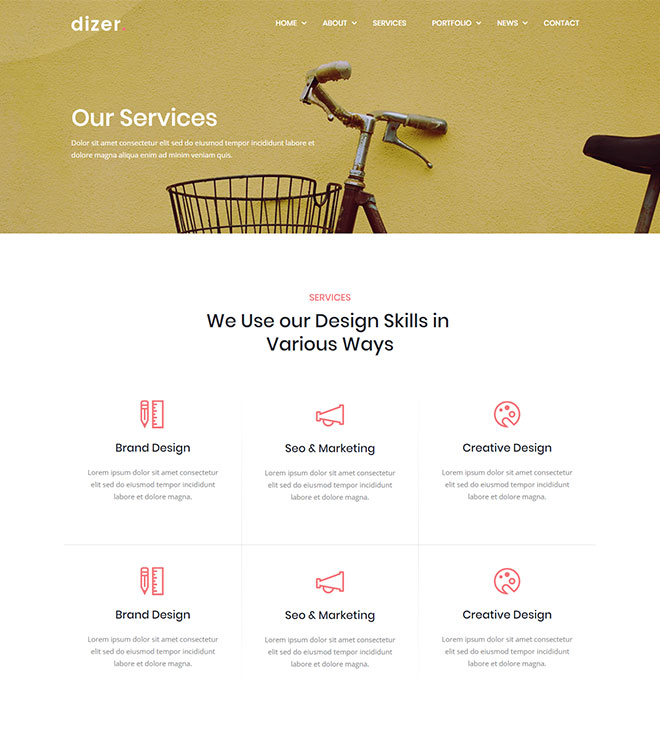 dizer.
HOME ABOUT SERVICES PORTFOLIO NEWS CONTACT
Our Services
Dolor sit amet consectetur elit sed do eiusmod tempor incididunt labore et
dolore magna aliqua enim ad minim veniam quis.
SERVICES
We Use our Design Skills in
Various Ways
Brand Design
Lorem ipsum dolor sit amet consectetur
elit sed do eiusmod tempor incididunt
labore et dolore magna.
Seo & Marketing
Lorem ipsum dolor sit amet consectetur
elit sed do eiusmod tempor incididunt
labore et dolore magna.
Creative Design
Lorem ipsum dolor sit amet consectetur
elit sed do eiusmod tempor incididunt
labore et dolore magna.
Brand Design
Lorem ipsum dolor sit amet consectetur
elit sed do eiusmod tempor incididunt
labore et dolore magna.
Seo & Marketing
Lorem ipsum dolor sit amet consectetur
elit sed do eiusmod tempor incididunt
labore et dolore magna.
Creative Design
Lorem ipsum dolor sit amet consectetur
elit sed do eiusmod tempor incididunt
labore et dolore magna.